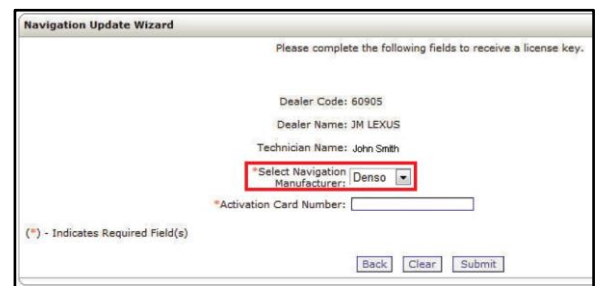 Navigation Update Wizard
Please complete the following fields to receive a license key.
Dealer Code: 60905
Dealer Name: JM LEXUS
Technician Name: John Smith
*Select Navigation
Manufacturer: Denso
*Activation Card Number:
(*) - Indicates Required Field(s)
Back Clear Submit